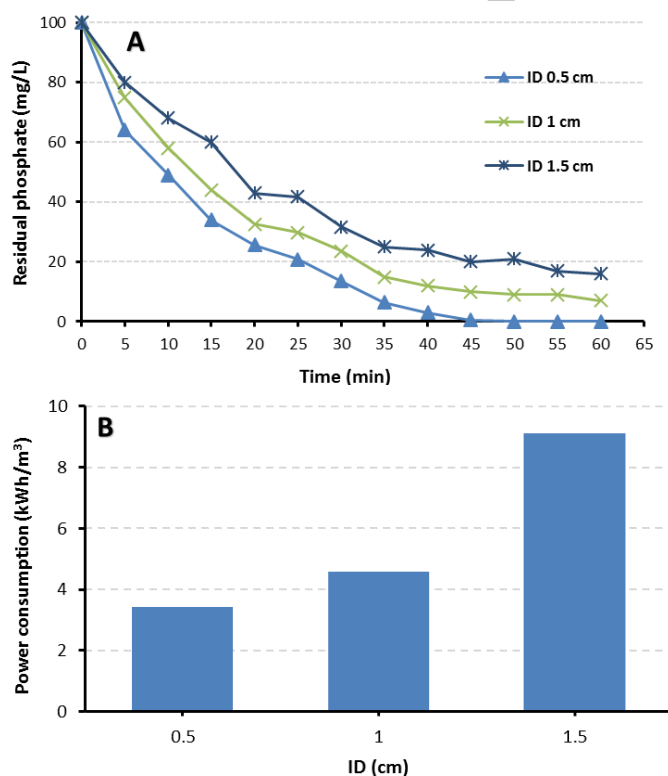 A
100
80
60
40
20
0
Residual phosphate (mg/L)
ID 0.5 cm
ID 1 cm
ID 1.5 cm
0 5 10 15 20 25 30 35 40 45 50 55 60 65
Time (min)
B
10
8
6
4
2
0
Power consumption (kWh/m³)
0.5 1 1.5
ID (cm)